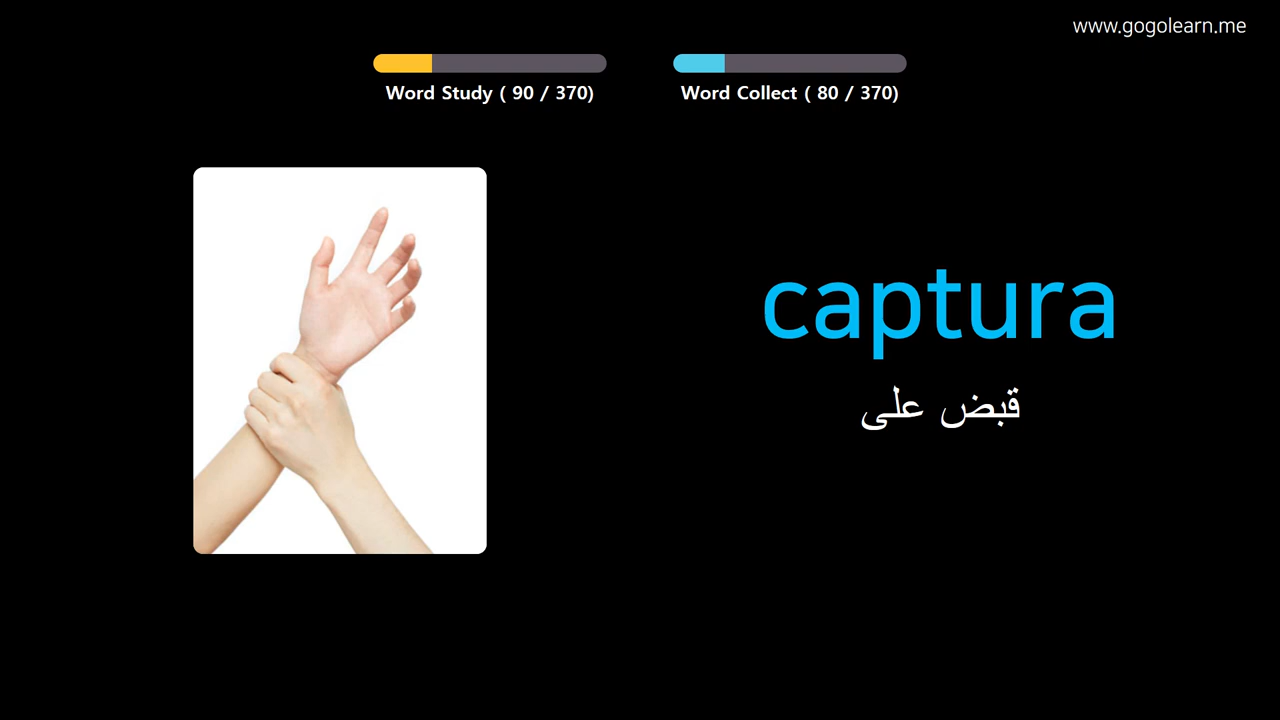 www.gogolearn.me
Word Study ( 90 / 370)
Word Collect ( 80 / 370)
captura
قبض على